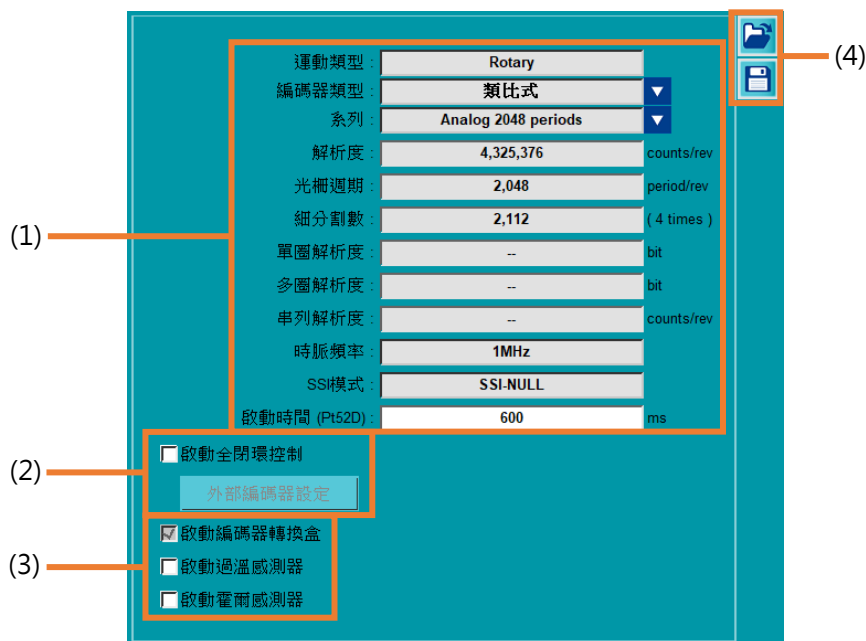 運動類型 : Rotary
編碼器類型 : 類比式
系列 : Analog 2048 periods
解析度 : 4,325,376 counts/rev
光柵週期 : 2,048 period/rev
細分割數 : 2,112 ( 4 times )
單圈解析度 : -- bit
多圈解析度 : -- bit
串列解析度 : -- counts/rev
時脈頻率 : 1MHz
SSI模式 : SSI-NULL
啟動時間 (Pt52D) : 600 ms
(1)
啟動全閉環控制
外部編碼器設定
(2)
啟動編碼器轉換盒
啟動過溫感測器
啟動霍爾感測器
(3)
(4)